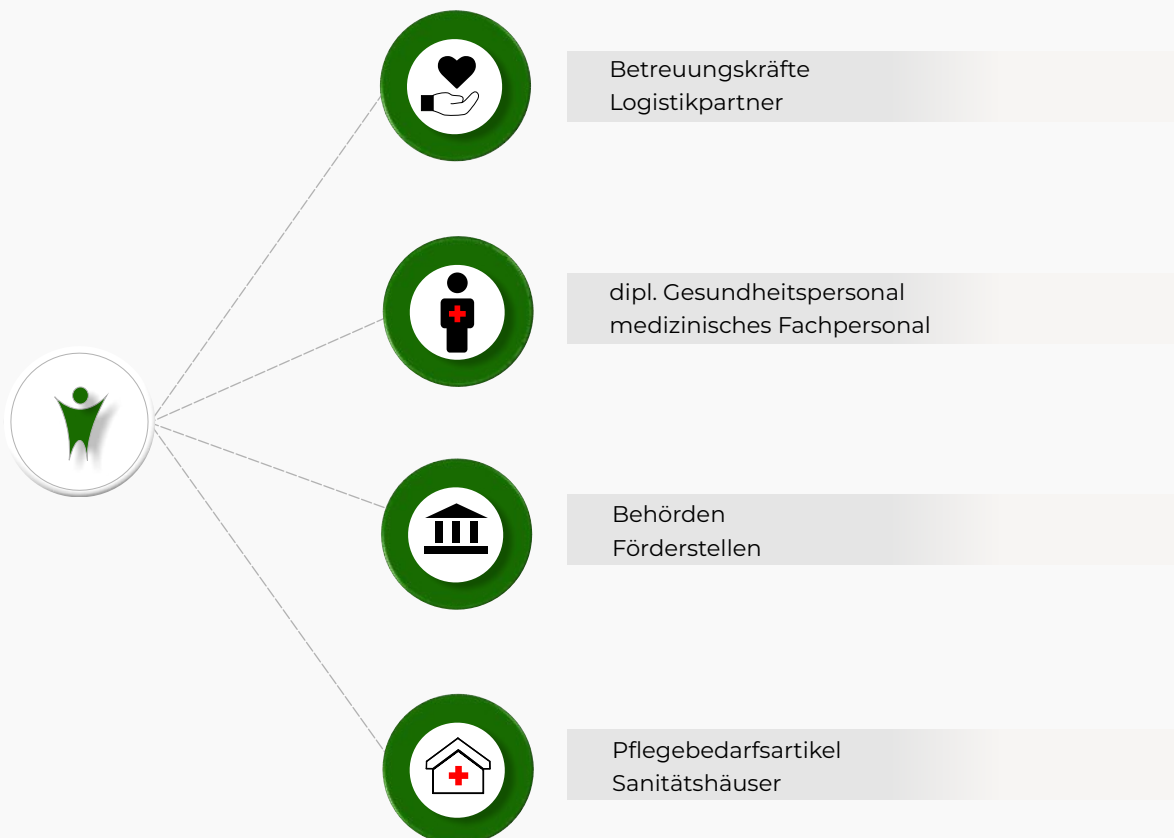 Betreuungskräfte
Logistikpartner
dipl. Gesundheitspersonal
medizinisches Fachpersonal
Behörden
Förderstellen
Pflegebedarfsartikel
Sanitätshäuser